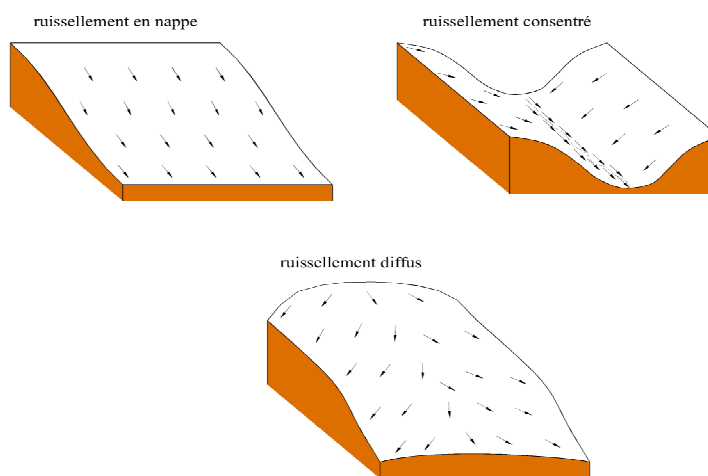 ruissellement en nappe
ruissellement consentré
ruissellement diffus